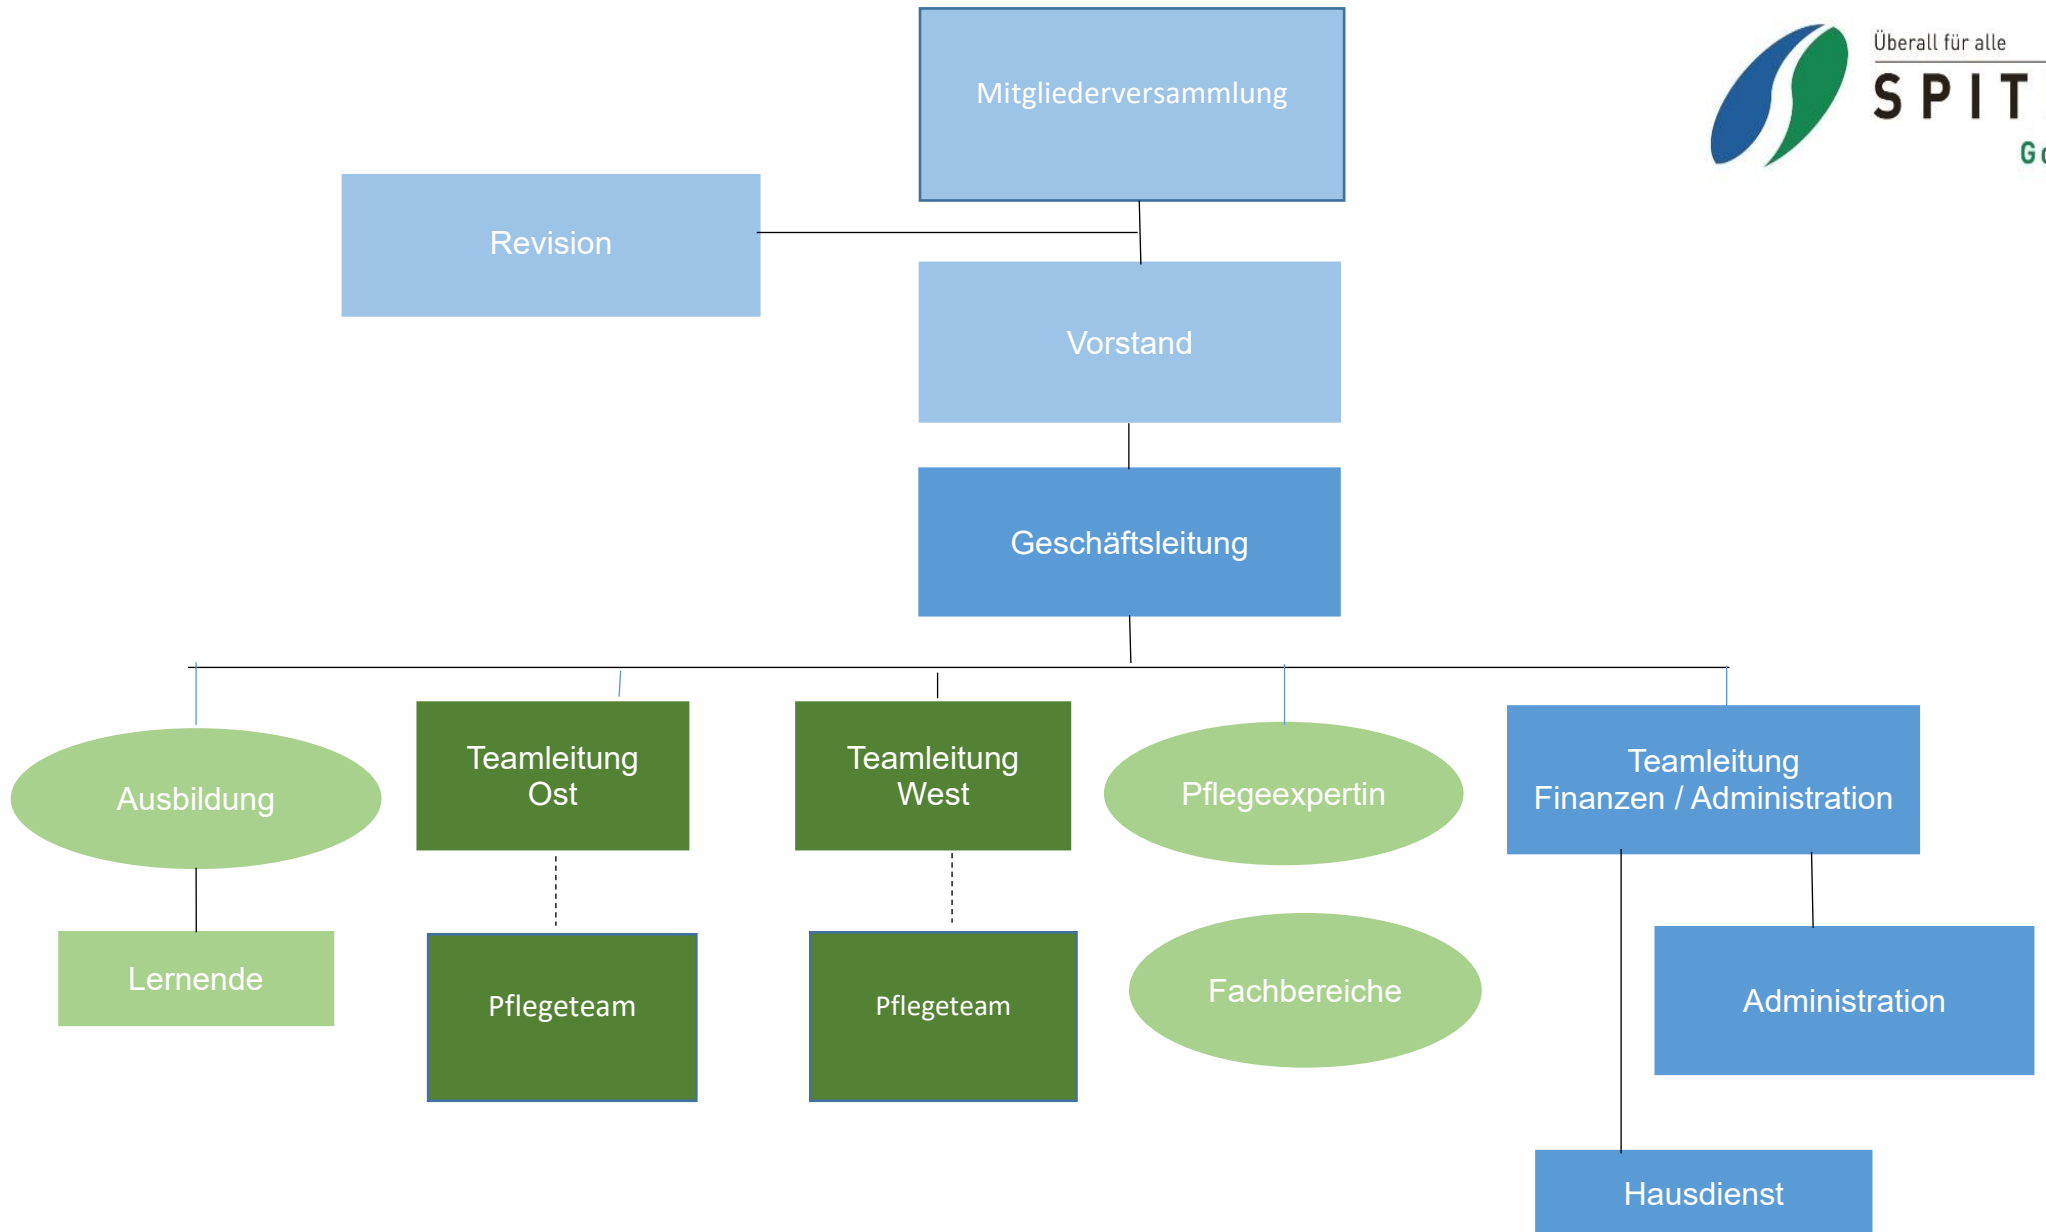 Mitgliederversammlung
Überall für alle
Revision
Vorstand
Geschäftsleitung
Ausbildung
Teamleitung
Ost
Teamleitung
West
Pflegeexpertin
Teamleitung
Finanzen / Administration
Lernende
Pflegeteam
Pflegeteam
Fachbereiche
Administration
Hausdienst